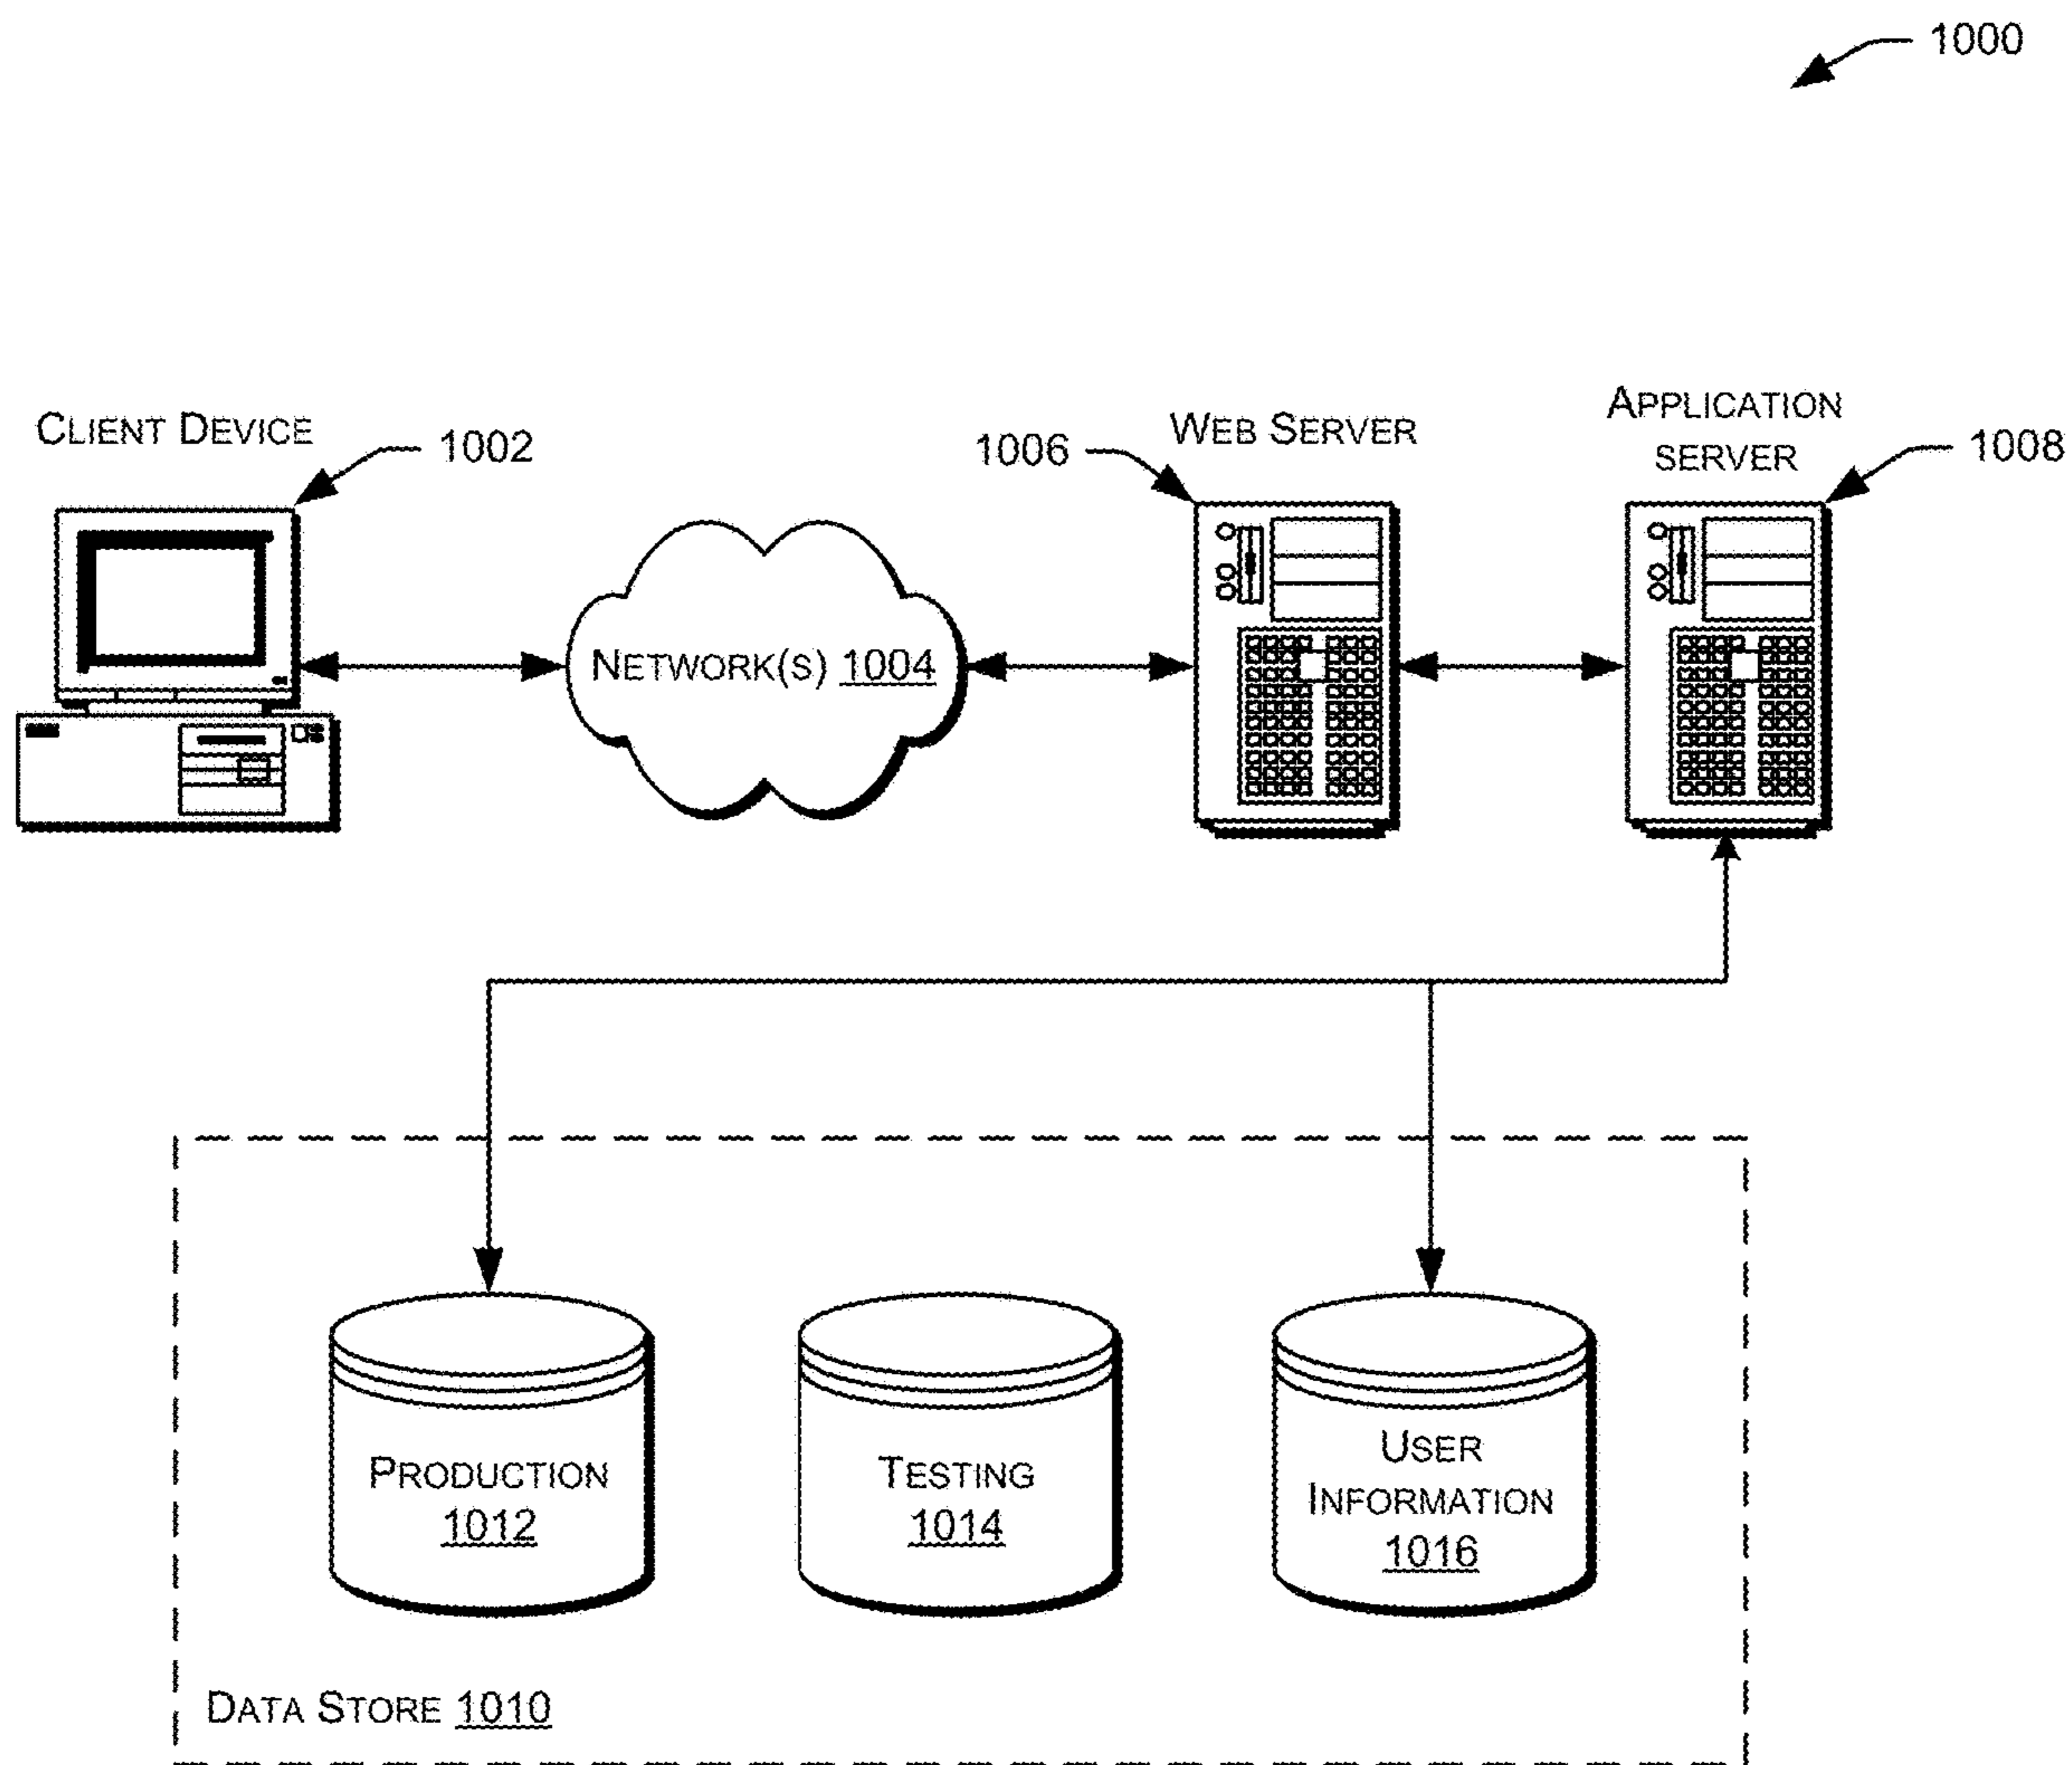 1000
CLIENT DEVICE
1002
NETWORK(S) 1004
1006
WEB SERVER
APPLICATION
SERVER
1008
PRODUCTION
1012
TESTING
1014
USER
INFORMATION
1016
DATA STORE 1010